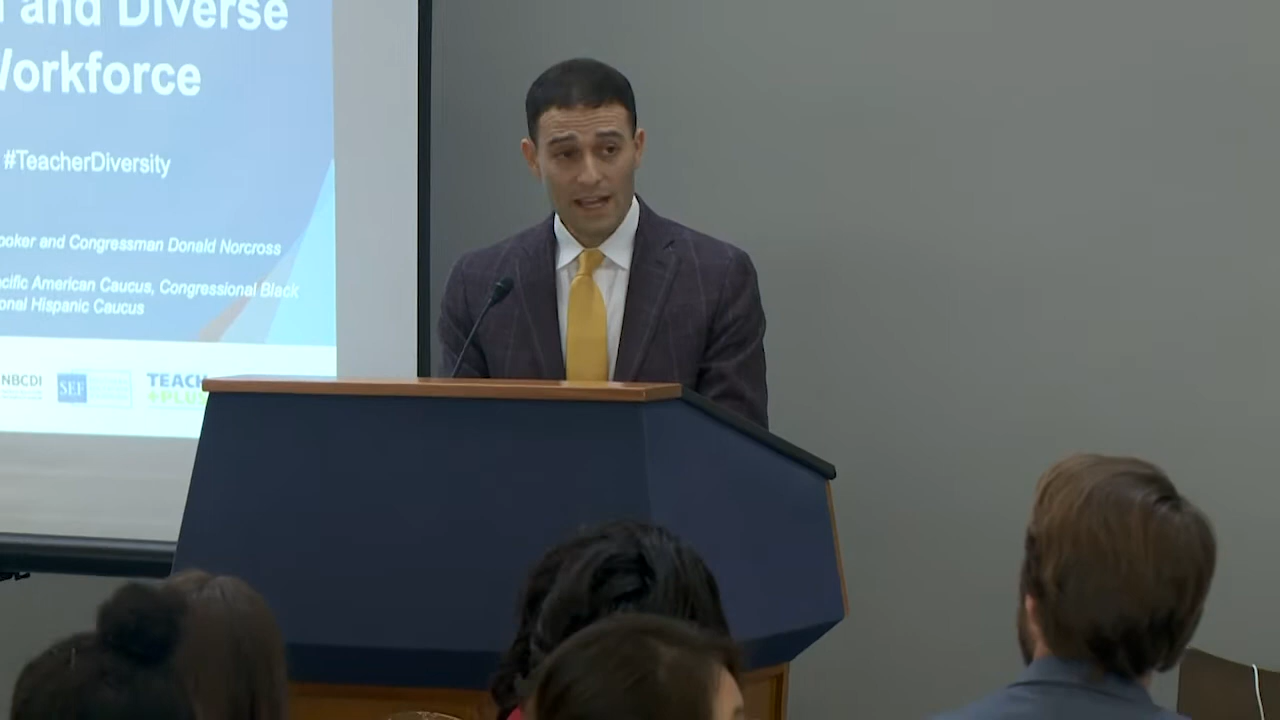 and Diverse
Workforce
#TeacherDiversity
ooker and Congressman Donald Norcross
cific American Caucus, Congressional Black
onal Hispanic Caucus
NBCDI
SEF
TEACH
+PLUS